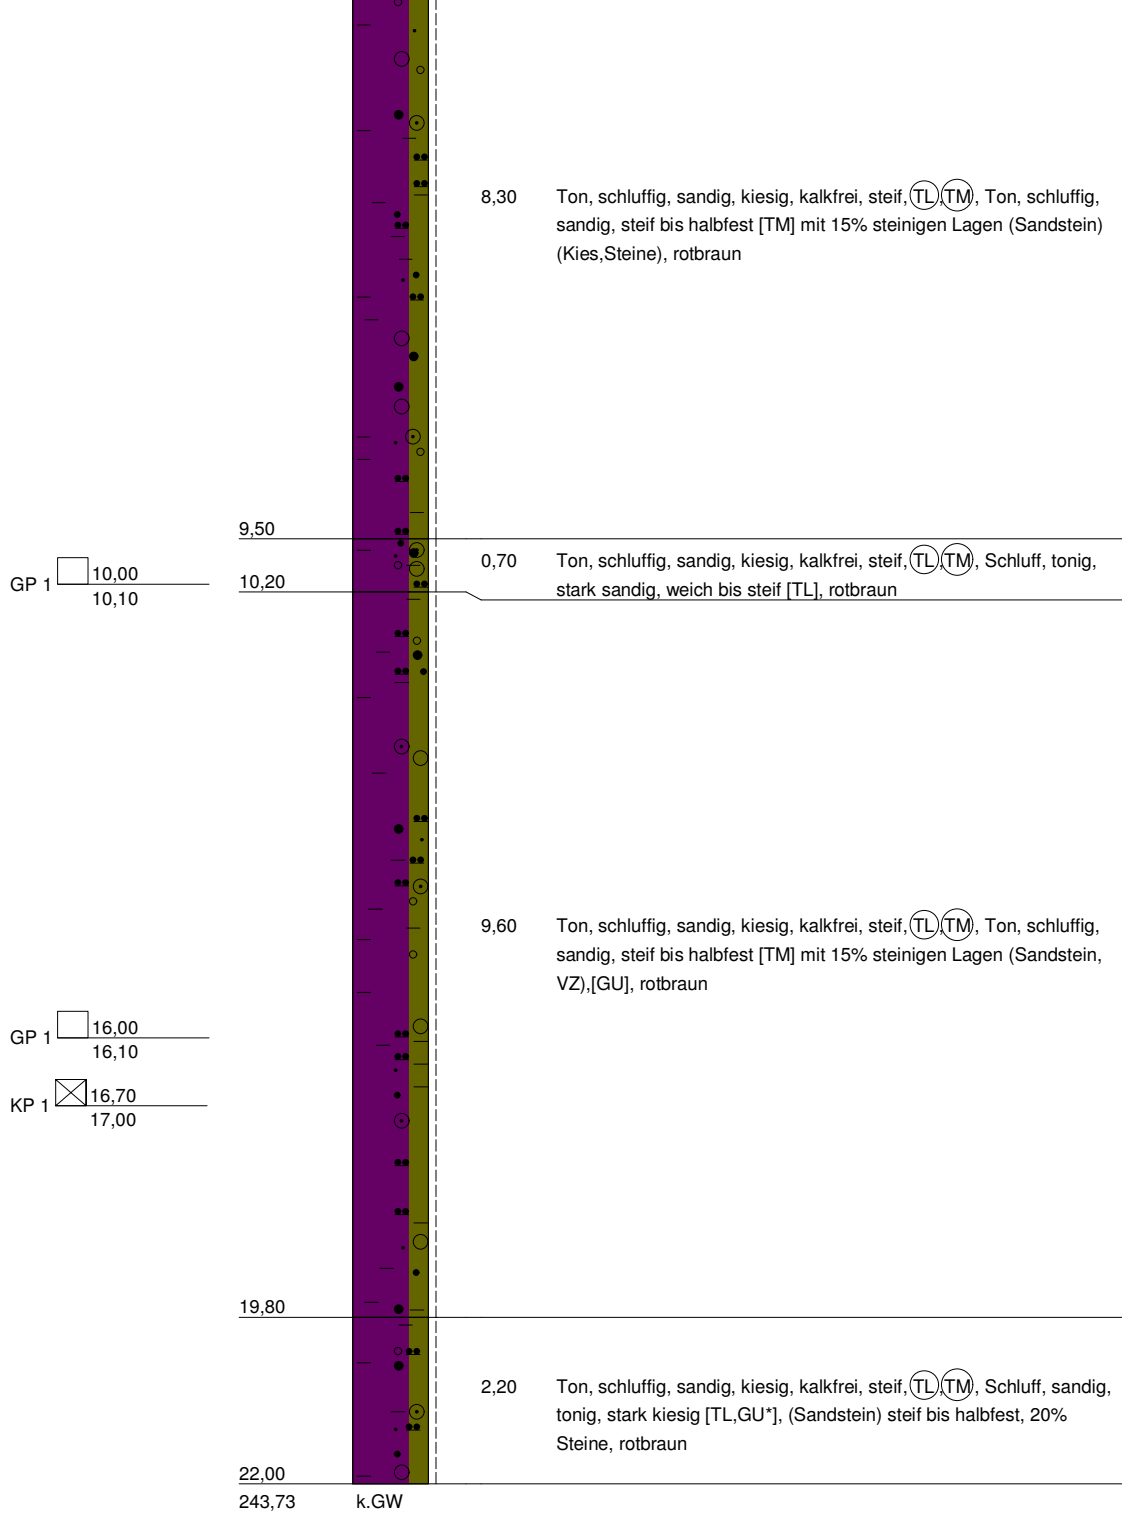 8,30 Ton, schluffig, sandig, kiesig, kalkfrei, steif, TL, TM, Ton, schluffig,
sandig, steif bis halbfest [TM] mit 15% steinigen Lagen (Sandstein)
(Kies,Steine), rotbraun
9,50
0,70 Ton, schluffig, sandig, kiesig, kalkfrei, steif, TL, TM, Schluff, tonig,
stark sandig, weich bis steif [TL], rotbraun
GP 1 10,00
10,10
10,20
9,60 Ton, schluffig, sandig, kiesig, kalkfrei, steif, TL, TM, Ton, schluffig,
sandig, steif bis halbfest [TM] mit 15% steinigen Lagen (Sandstein,
VZ),[GU], rotbraun
GP 1 16,00
16,10
KP 1 16,70
17,00
19,80
2,20 Ton, schluffig, sandig, kiesig, kalkfrei, steif, TL, TM, Schluff, sandig,
tonig, stark kiesig [TL,GU*], (Sandstein) steif bis halbfest, 20%
Steine, rotbraun
22,00
243,73 k.GW